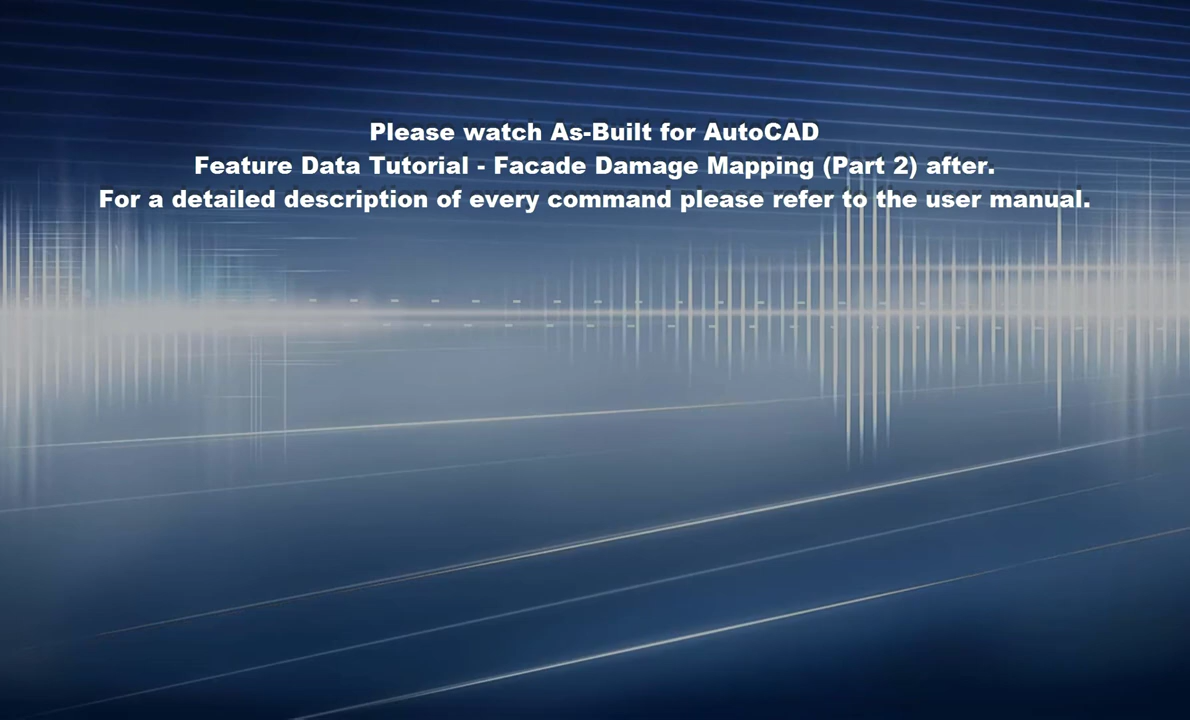 Please watch As-Built for AutoCAD
Feature Data Tutorial - Facade Damage Mapping (Part 2) after.
For a detailed description of every command please refer to the user manual.